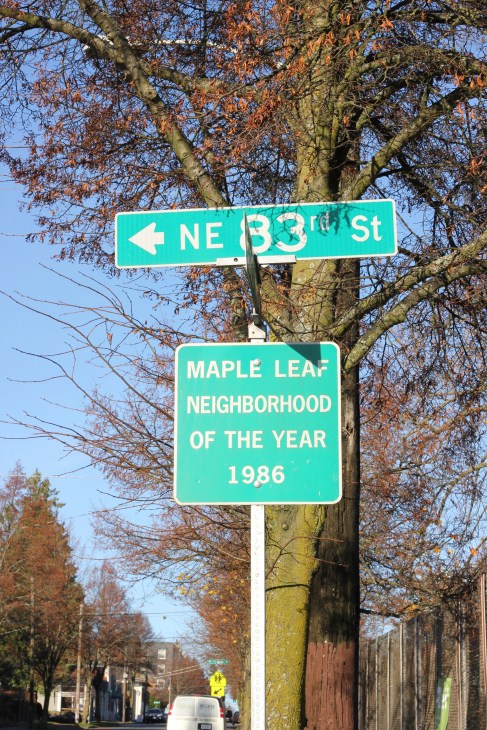 NE 83rd St
MAPLE LEAF
NEIGHBORHOOD
OF THE YEAR
1986